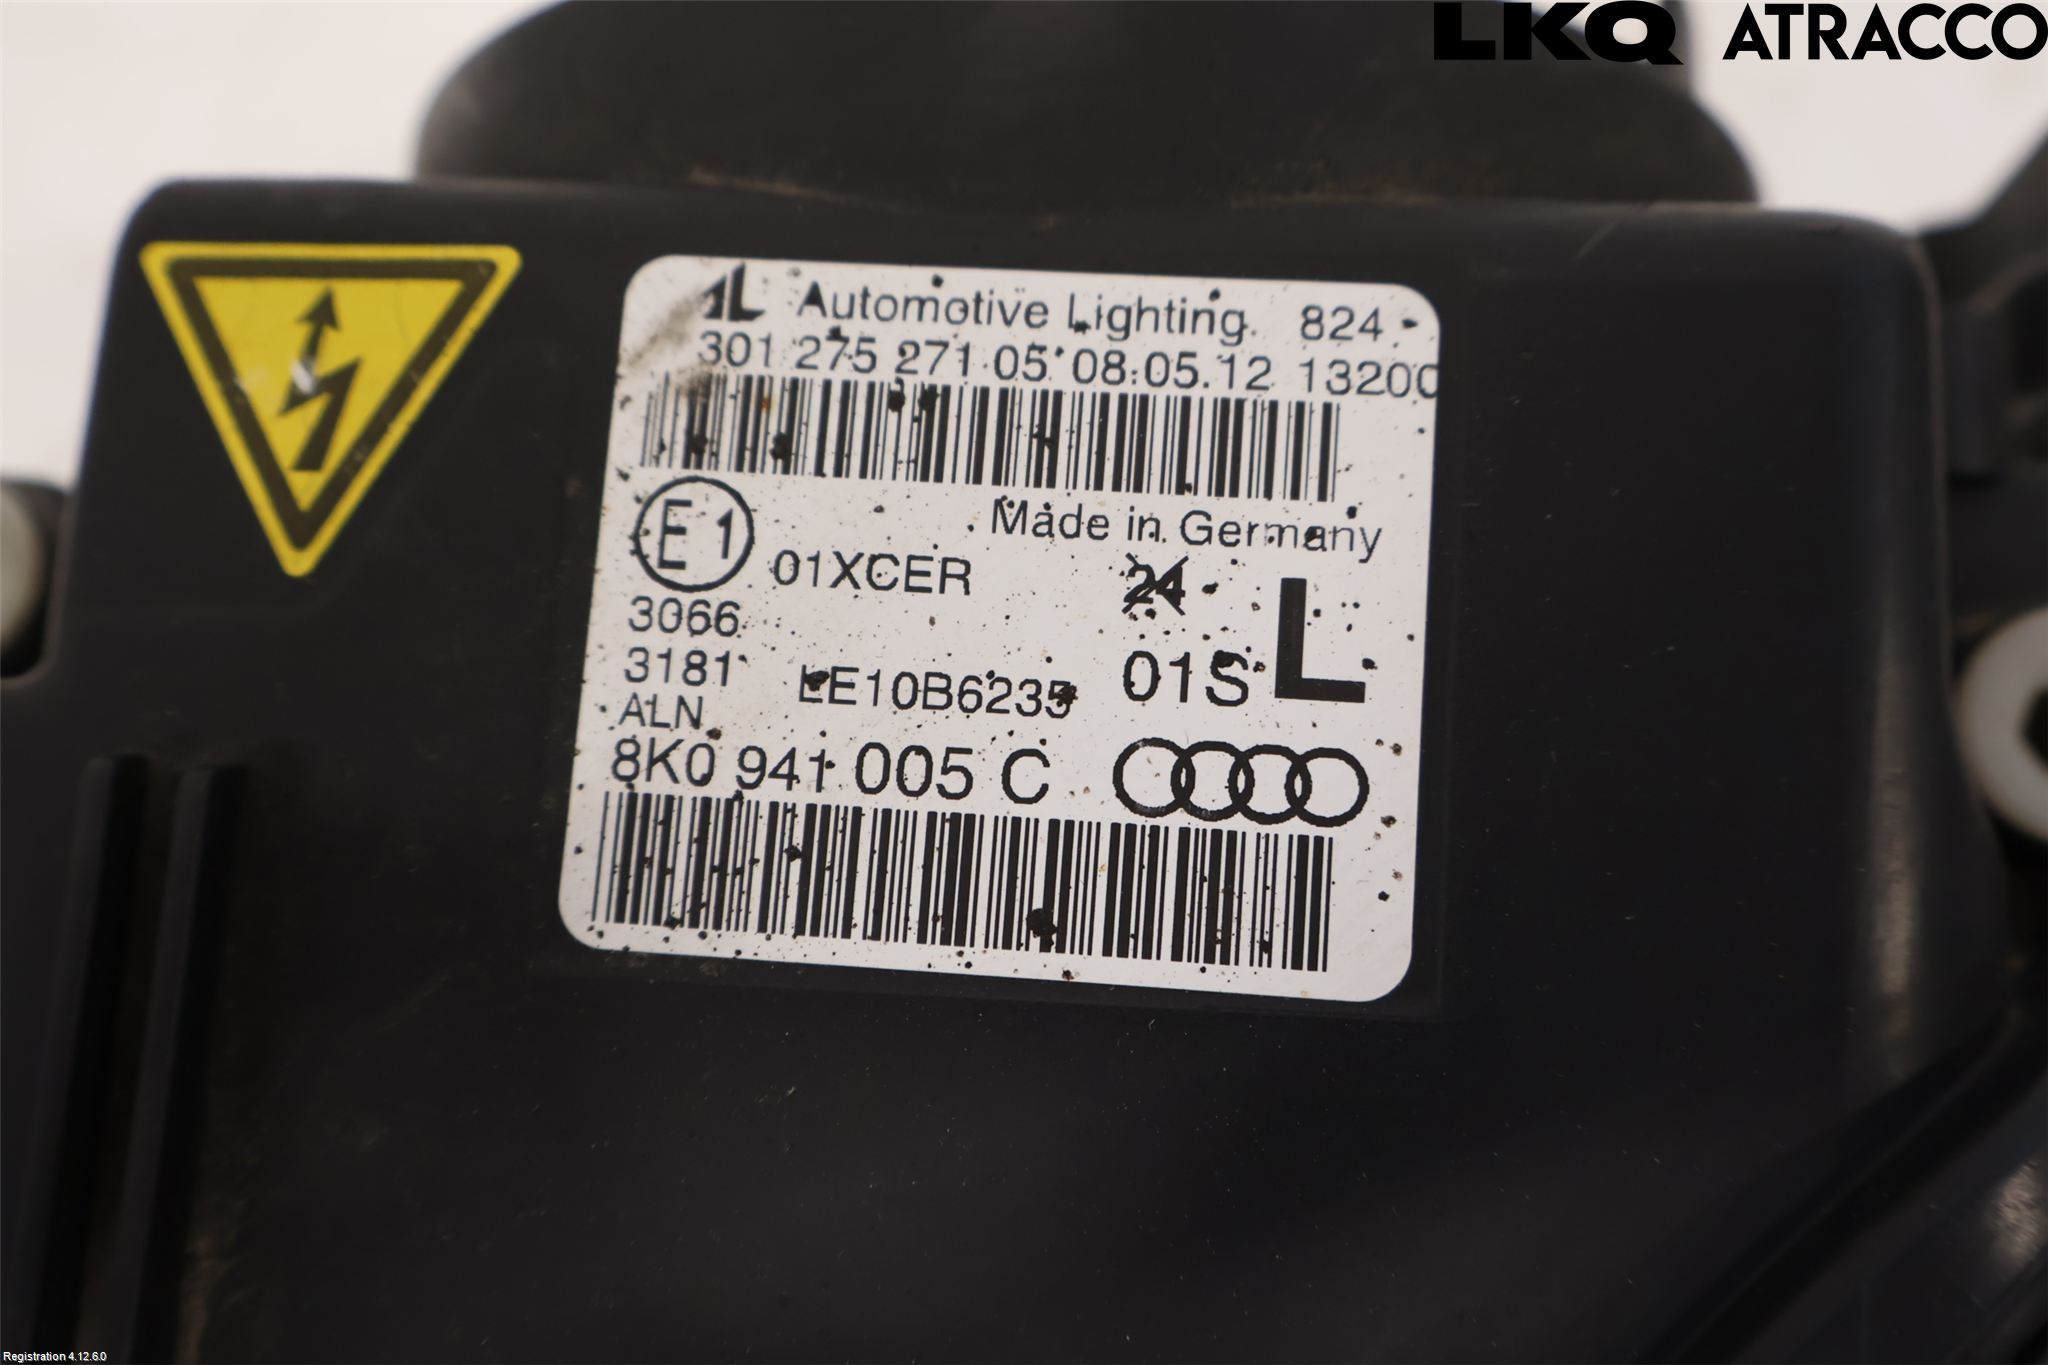 LKQ ATRACCO
AL Automotive Lighting 824
301 275 271 05 08.05.12 13200
E1
Made in Germany
01XCER
24
L
3066
3181
LE10B6235
01S
ALN
8K0 941 005 C
Registration 4.12.6.0